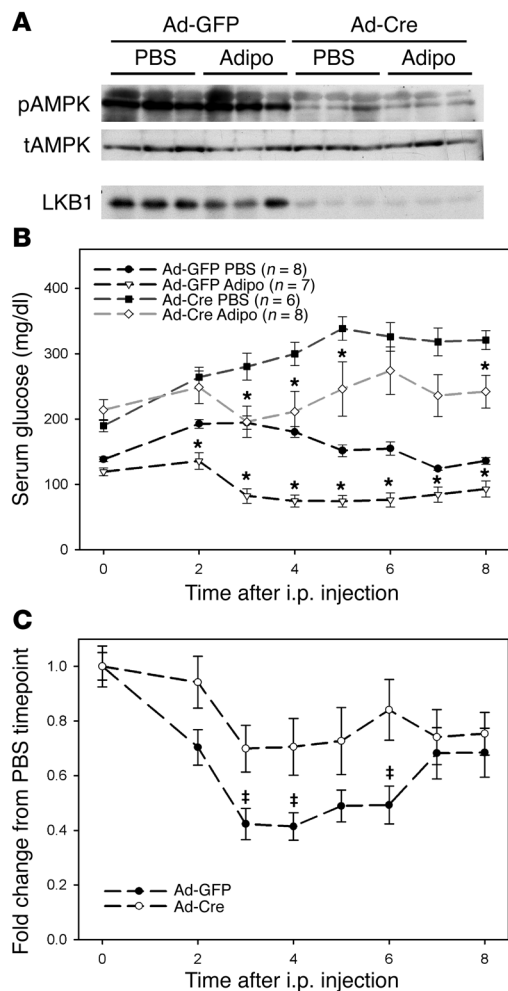 A
Ad-GFP Ad-Cre
PBS Adipo PBS Adipo
pAMPK
tAMPK
LKB1
B
Ad-GFP PBS (n = 8)
Ad-GFP Adipo (n = 7)
Ad-Cre PBS (n = 6)
Ad-Cre Adipo (n = 8)
Serum glucose (mg/dl)
400
300
200
100
0
* * * *
* * * * * * *
0 2 4 6 8
Time after i.p. injection
C
Fold change from PBS timepoint
1.0
0.8
0.6
0.4
0.2
0.0
‡ ‡ ‡
Ad-GFP
Ad-Cre
0 2 4 6 8
Time after i.p. injection